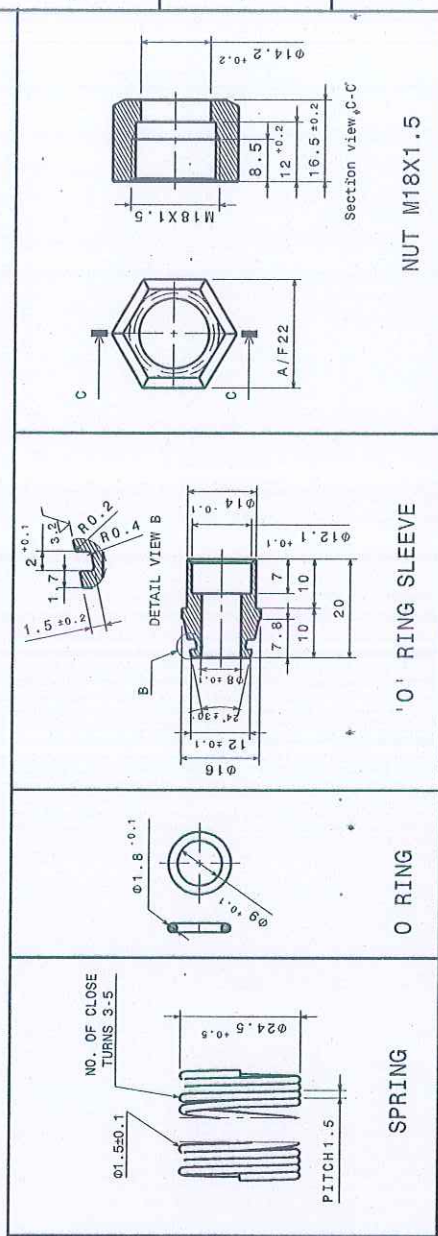 Φ1.5±0.1
NO. OF CLOSE
TURNS 3-5
Φ24.5 +0.5
PITCH1.5
SPRING
Φ1.8 -0.1
Φ9 +0.1
O RING
1.5 ±0.2
1.7
2 +0.1
3.2
R0.2
R0.4
DETAIL VIEW B
B
Φ16
12 ±0.1
24°±30'
Φ8 ±0.1
Φ14 -0.1
Φ12.1 +0.1
7.8
10
7
10
20
'O' RING SLEEVE
C
C
A/F22
M18X1.5
Φ14.2 +0.2
8.5
12 +0.2
16.5 ±0.2
Section view C-C
NUT M18X1.5